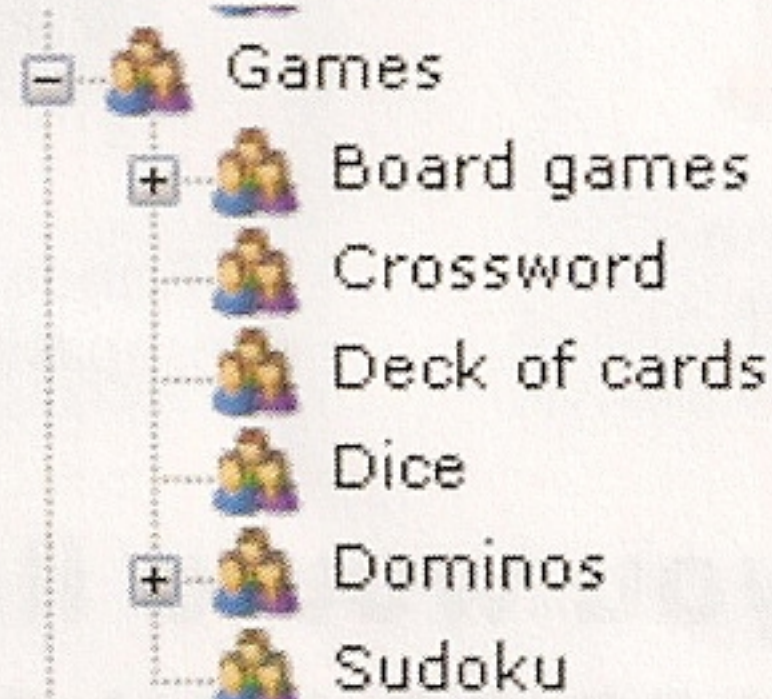 Games
Board games
Crossword
Deck of cards
Dice
Dominos
Sudoku